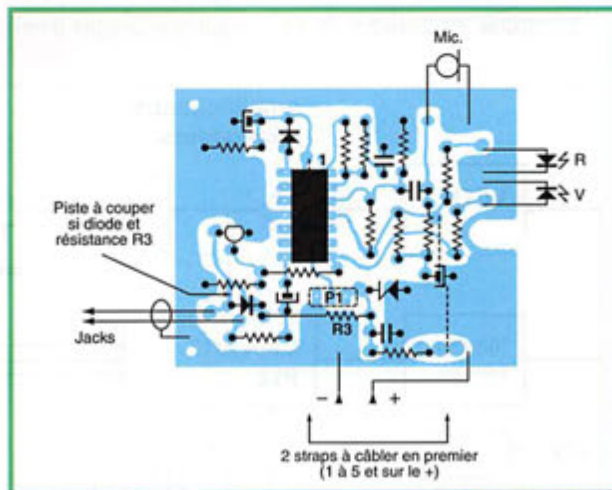 Mic.
1
R
V
Piste à couper
si diode et
résistance R3
P1
R3
Jacks
– +
2 straps à câbler en premier
(1 à 5 et sur le +)